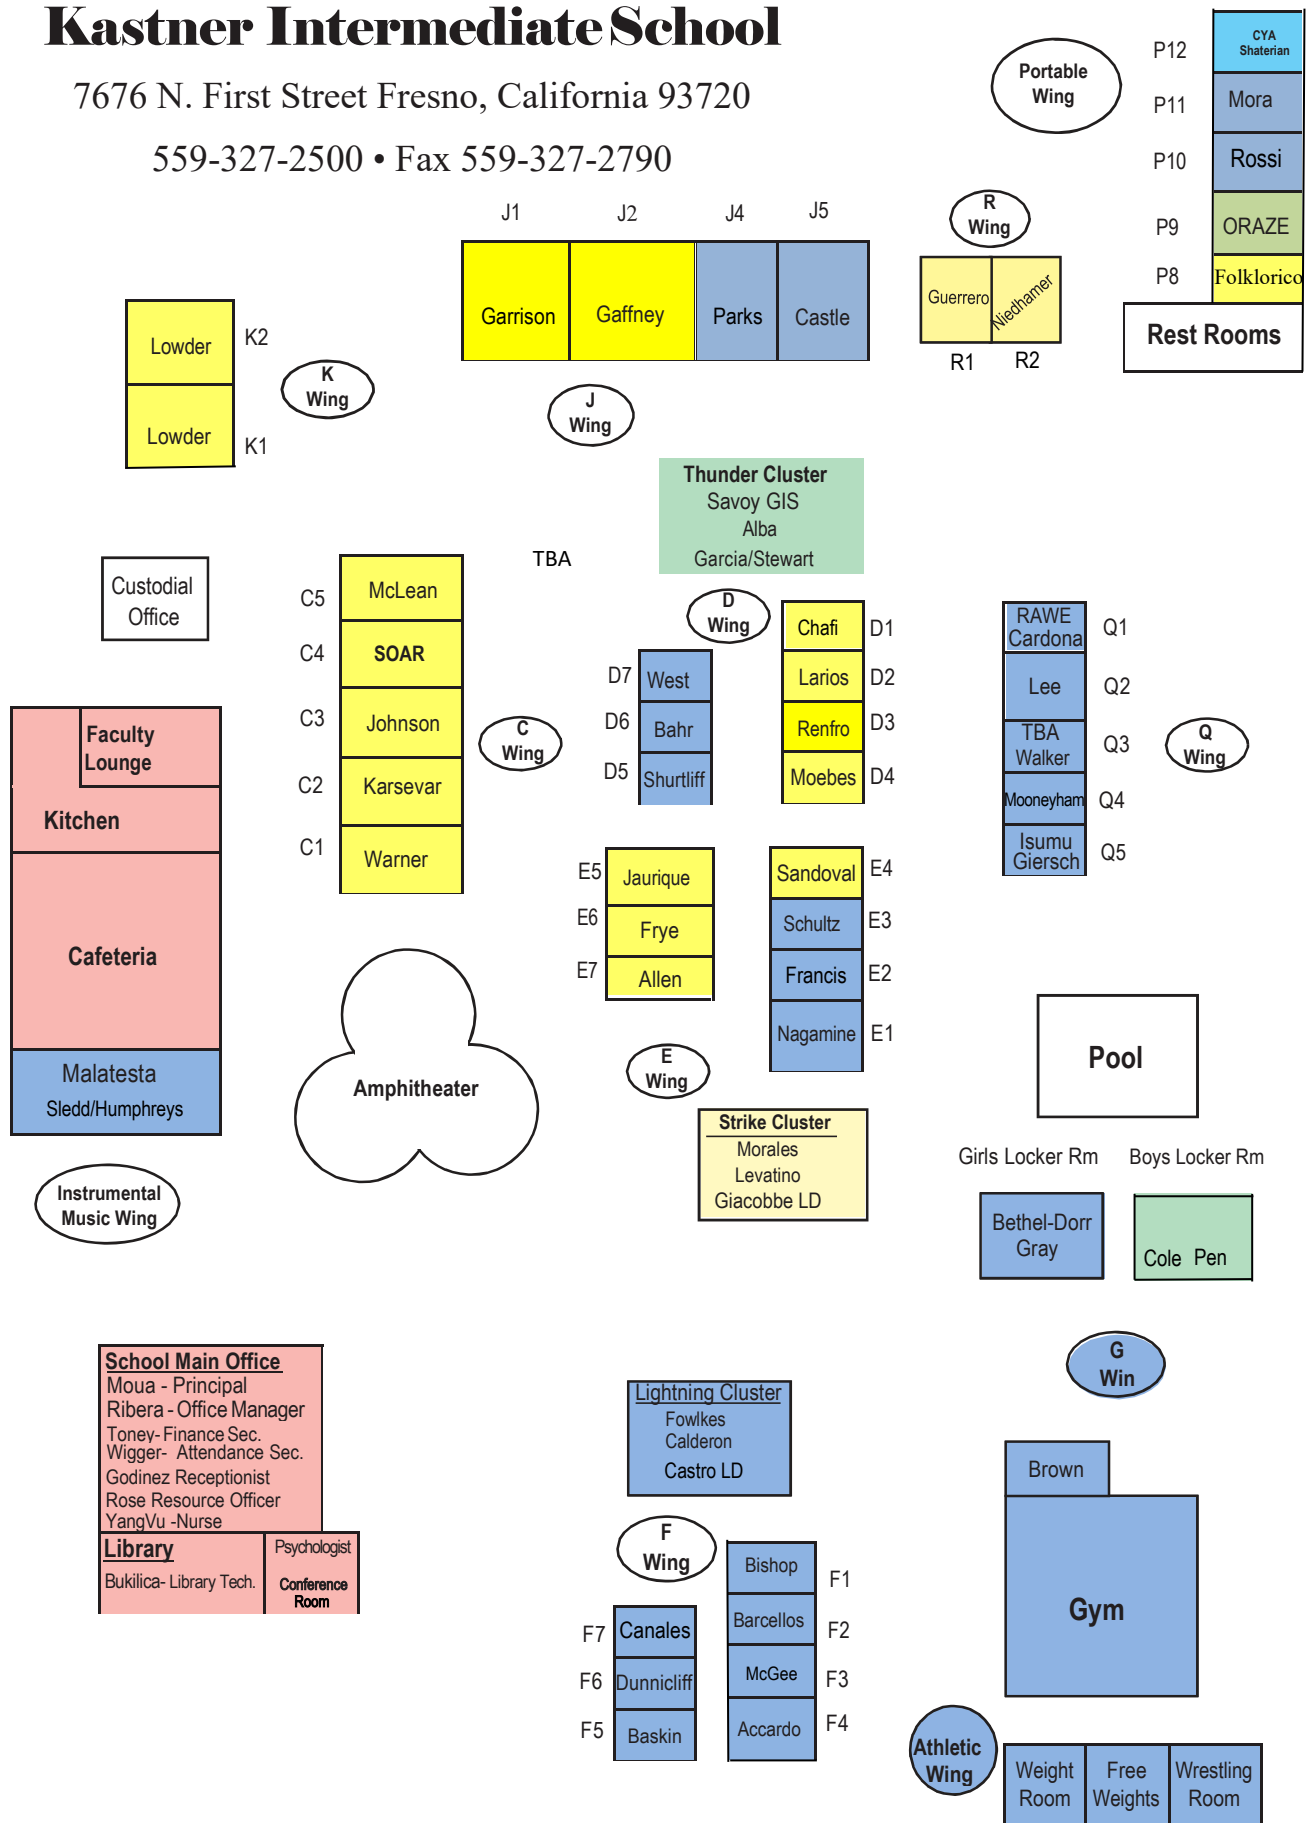 Kastner Intermediate School
7676 N. First Street Fresno, California 93720
559-327-2500 • Fax 559-327-2790
Portable
Wing
P12
CYA
Shaterian
P11
Mora
P10
Rossi
P9
ORAZE
P8
Folklorico
Rest Rooms
R
Wing
Guerrero
Niedhamer
R1
R2
J1
J2
J4
J5
Garrison
Gaffney
Parks
Castle
J
Wing
Lowder
K2
Lowder
K1
K
Wing
Thunder Cluster
Savoy GIS
Alba
Garcia/Stewart
TBA
Custodial
Office
C5
McLean
C4
SOAR
C3
Johnson
C2
Karsevar
C1
Warner
C
Wing
D
Wing
Chafi
D1
Larios
D2
Renfro
D3
Moebes
D4
D7
West
D6
Bahr
D5
Shurtliff
RAWE
Cardona
Q1
Lee
Q2
TBA
Walker
Q3
Mooneyham
Q4
Isumu
Giersch
Q5
Q
Wing
Faculty
Lounge
Kitchen
Cafeteria
Malatesta
Sledd/Humphreys
Instrumental
Music Wing
Amphitheater
E5
Jaurique
E6
Frye
E7
Allen
Sandoval
E4
Schultz
E3
Francis
E2
Nagamine
E1
E
Wing
Strike Cluster
Morales
Levatino
Giacobbe LD
Pool
Girls Locker Rm
Boys Locker Rm
Bethel-Dorr
Gray
Cole Pen
G
Win
School Main Office
Moua - Principal
Ribera - Office Manager
Toney- Finance Sec.
Wigger- Attendance Sec.
Godinez Receptionist
Rose Resource Officer
YangVu -Nurse
Library
Bukilica- Library Tech.
Psychologist
Conference
Room
Lightning Cluster
Fowlkes
Calderon
Castro LD
F
Wing
Bishop
F1
Barcellos
F2
McGee
F3
Accardo
F4
F7
Canales
F6
Dunnicliff
F5
Baskin
Brown
Gym
Athletic
Wing
Weight
Room
Free
Weights
Wrestling
Room